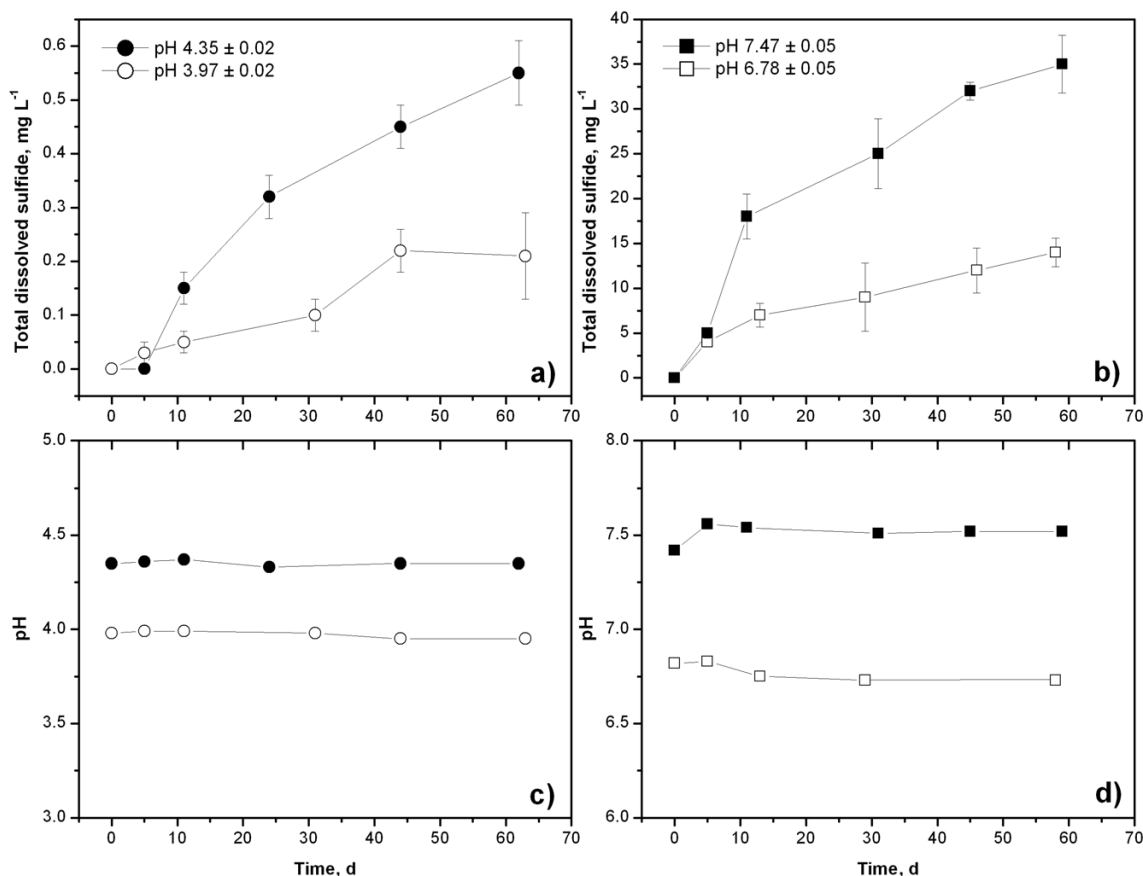 Total dissolved sulfide, mg L⁻¹
0.6
0.5
0.4
0.3
0.2
0.1
0.0
pH 4.35 ± 0.02
pH 3.97 ± 0.02
a)
0 10 20 30 40 50 60 70
Total dissolved sulfide, mg L⁻¹
40
35
30
25
20
15
10
5
0
pH 7.47 ± 0.05
pH 6.78 ± 0.05
b)
0 10 20 30 40 50 60 70
pH
5.0
4.5
4.0
3.5
3.0
c)
0 10 20 30 40 50 60 70
Time, d
pH
8.0
7.5
7.0
6.5
6.0
d)
0 10 20 30 40 50 60 70
Time, d